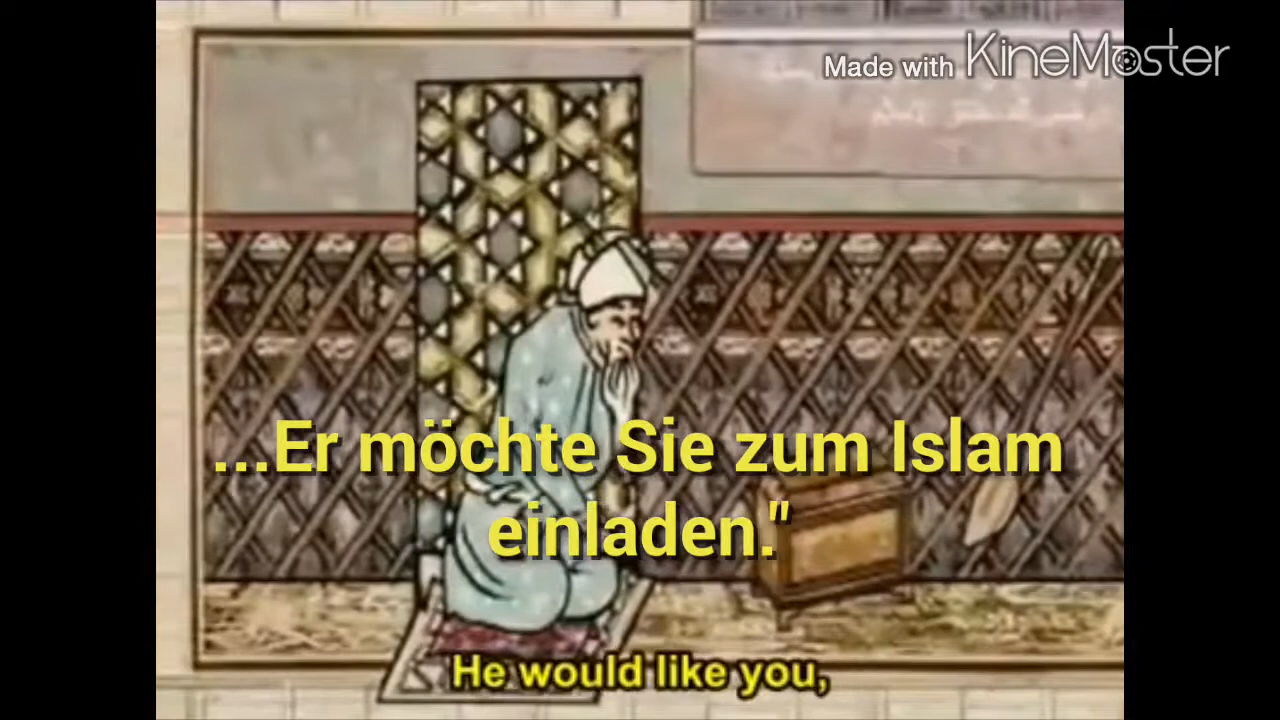 Made with KineMaster
...Er möchte Sie zum Islam
einladen."
He would like you,